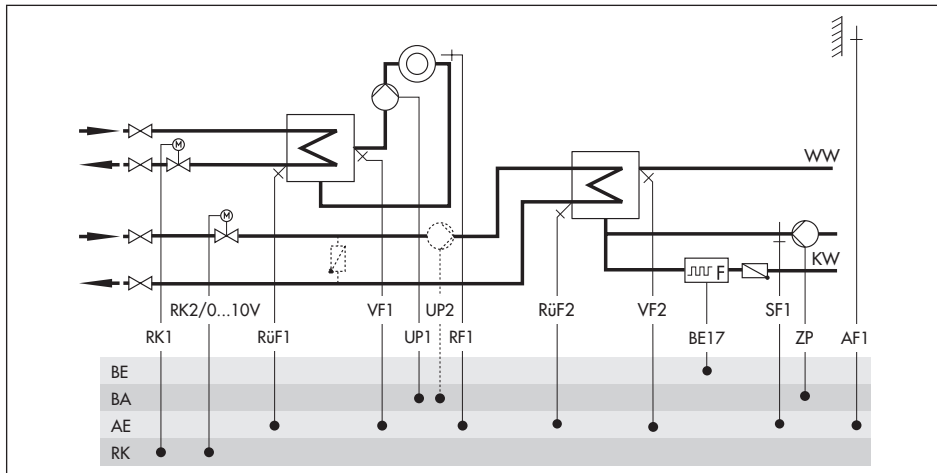 M
WW
M
KW
F
RK2/0...10V
VF1
UP2
RüF2
VF2
SF1
RK1
RüF1
UP1
RF1
BE17
ZP
AF1
BE
BA
AE
RK